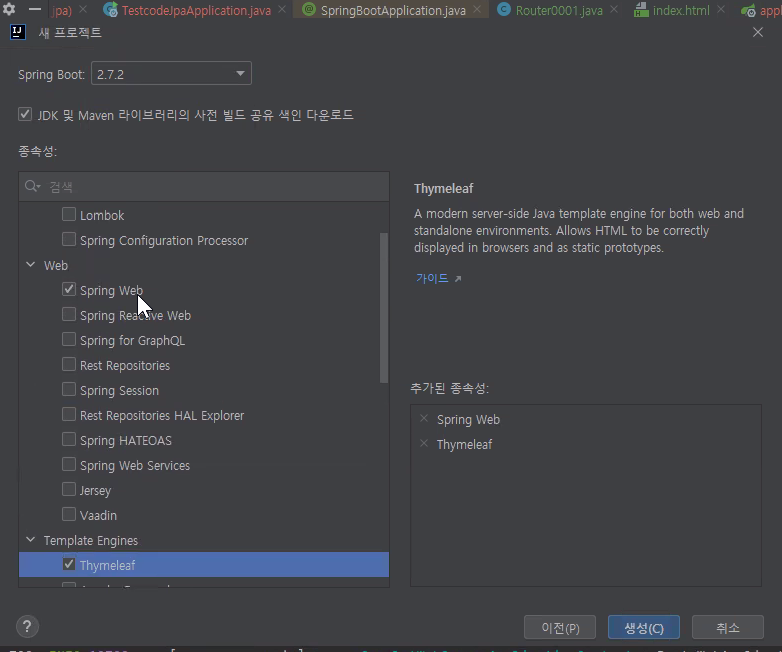 jpa) TestcodeJpaApplication.java SpringBootApplication.java Router0001.java index.html appl
새 프로젝트
Spring Boot: 2.7.2
JDK 및 Maven 라이브러리의 사전 빌드 공유 색인 다운로드
종속성:
검색
Lombok
Spring Configuration Processor
Web
Spring Web
Spring Reactive Web
Spring for GraphQL
Rest Repositories
Spring Session
Rest Repositories HAL Explorer
Spring HATEOAS
Spring Web Services
Jersey
Vaadin
Template Engines
Thymeleaf
Thymeleaf
A modern server-side Java template engine for both web and
standalone environments. Allows HTML to be correctly
displayed in browsers and as static prototypes.
가이드
추가된 종속성:
Spring Web
Thymeleaf
?
이전(P) 생성(C) 취소